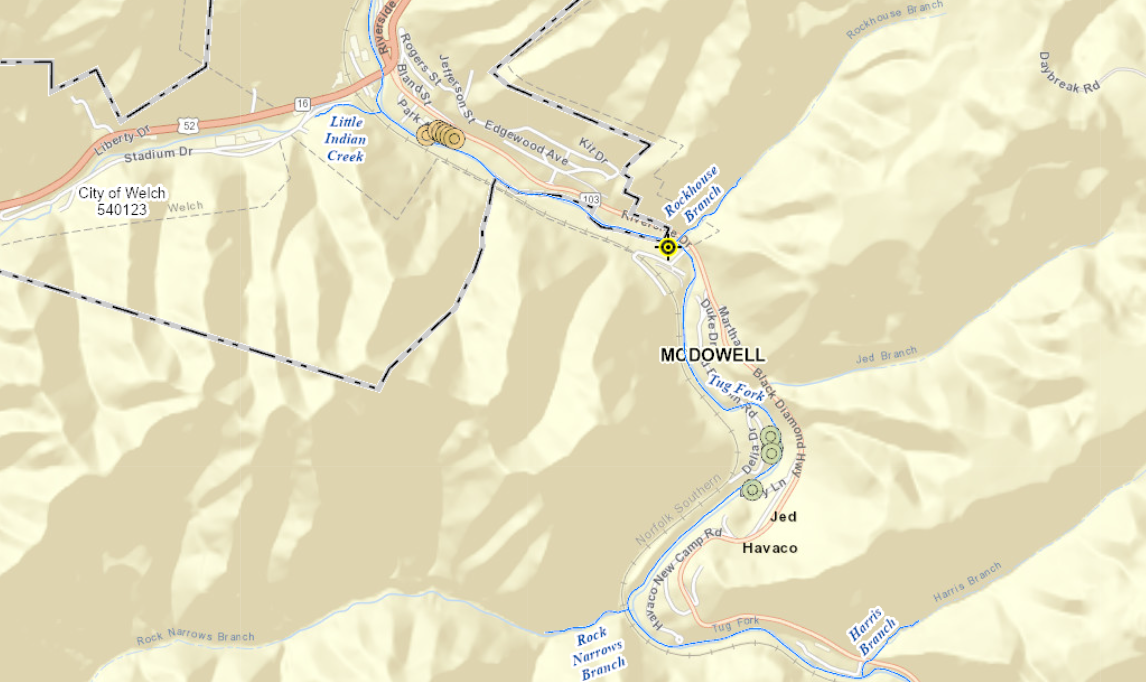 Rockhouse Branch
Riverside
Rogers St
Jefferson St
Bland St
Park
Daybreak Rd
16
52
Liberty Dr
Stadium Dr
Little
Indian
Creek
Edgewood Ave
Kit Dr
City of Welch
540123
Welch
103
Rockhouse
Branch
Riverside Dr
Duke Dr
Martha
MCDOWELL
Jed Branch
Tug Fork
Black Diamond Hwy
Delta Dr
Norfolk Southern
Jed
Havaco
Havaco New Camp Rd
Harris Branch
Rock Narrows Branch
Rock
Narrows
Branch
Tug Fork
Harris
Branch